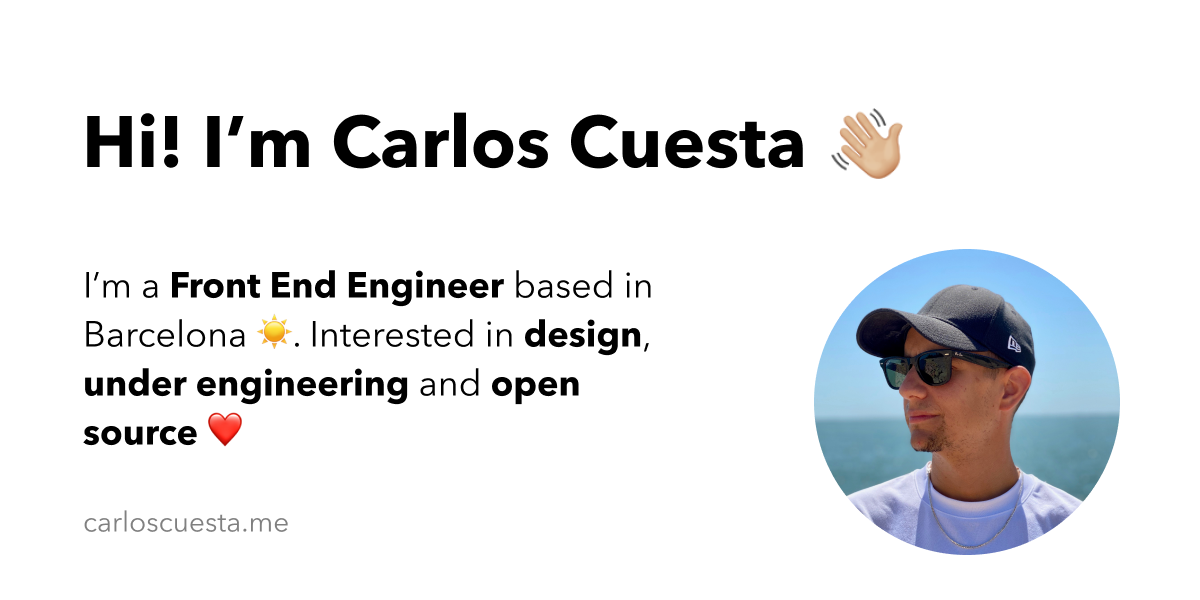 Hi! I’m Carlos Cuesta 👋🏼
I’m a Front End Engineer based in
Barcelona ☀️. Interested in design,
under engineering and open
source ❤️
carloscuesta.me